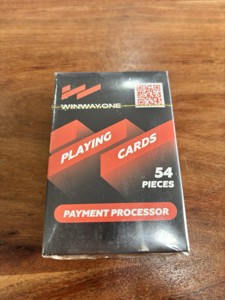 WINWAY.ONE
PLAYING
CARDS
54
PIECES
PAYMENT PROCESSOR